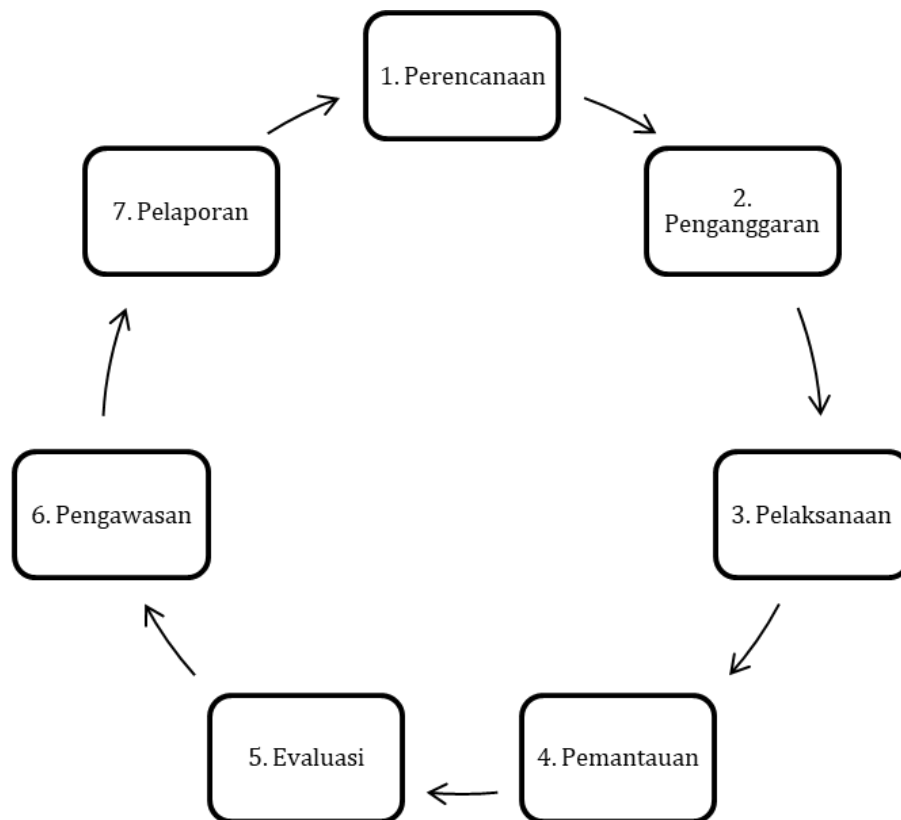 1. Perencanaan
2.
Penganggaran
3. Pelaksanaan
4. Pemantauan
5. Evaluasi
6. Pengawasan
7. Pelaporan